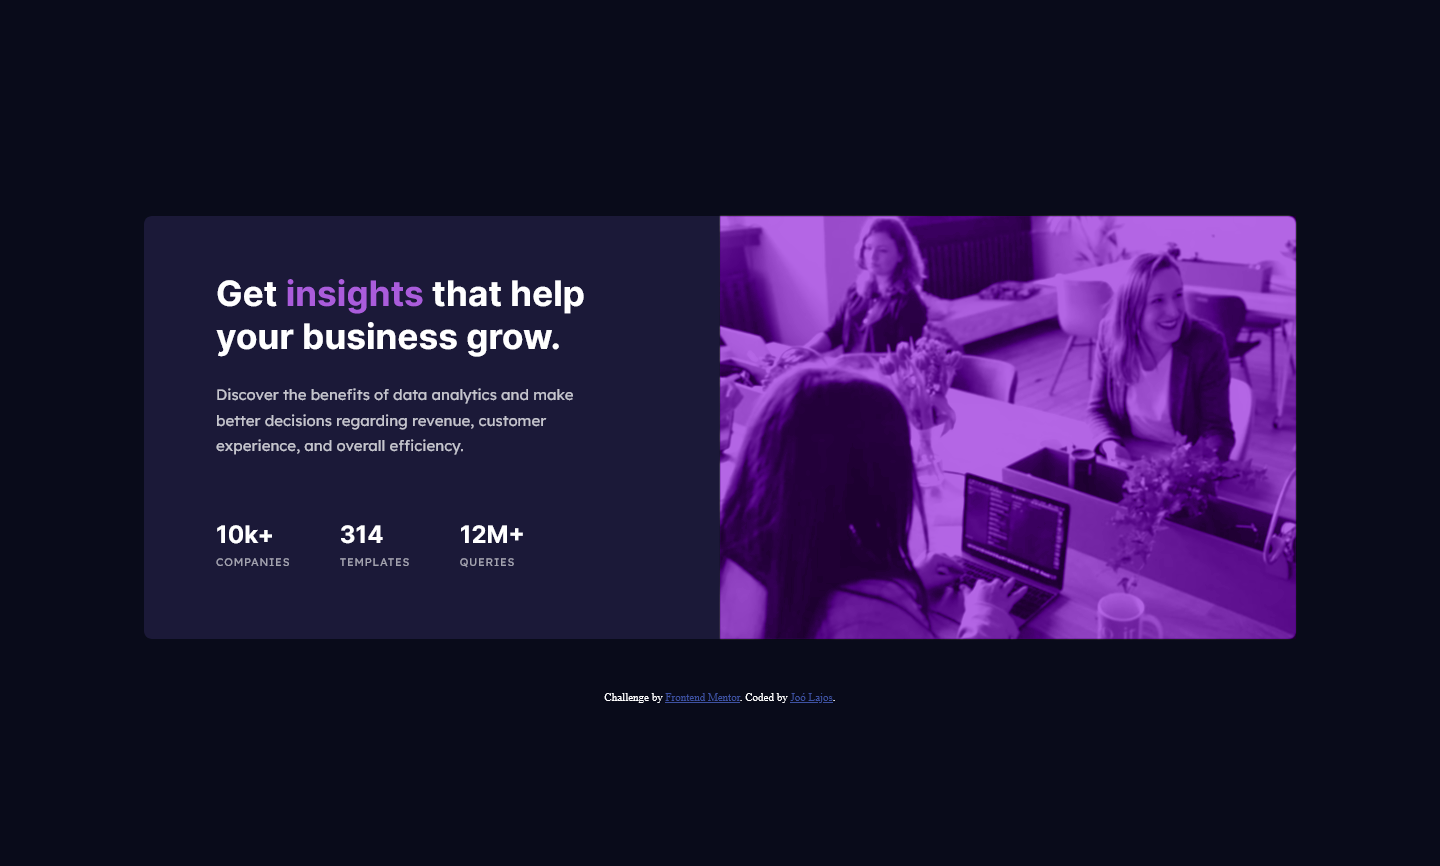 Get insights that help
your business grow.
Discover the benefits of data analytics and make
better decisions regarding revenue, customer
experience, and overall efficiency.
10k+ 314 12M+
COMPANIES TEMPLATES QUERIES
Challenge by Frontend Mentor. Coded by Joó Lajos.